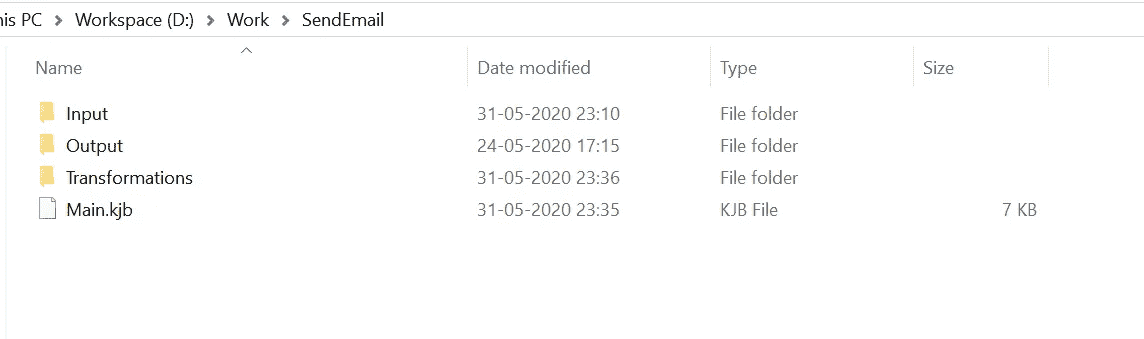 his PC > Workspace (D:) > Work > SendEmail
Name Date modified Type Size
Input 31-05-2020 23:10 File folder
Output 24-05-2020 17:15 File folder
Transformations 31-05-2020 23:36 File folder
Main.kjb 31-05-2020 23:35 KJB File 7 KB